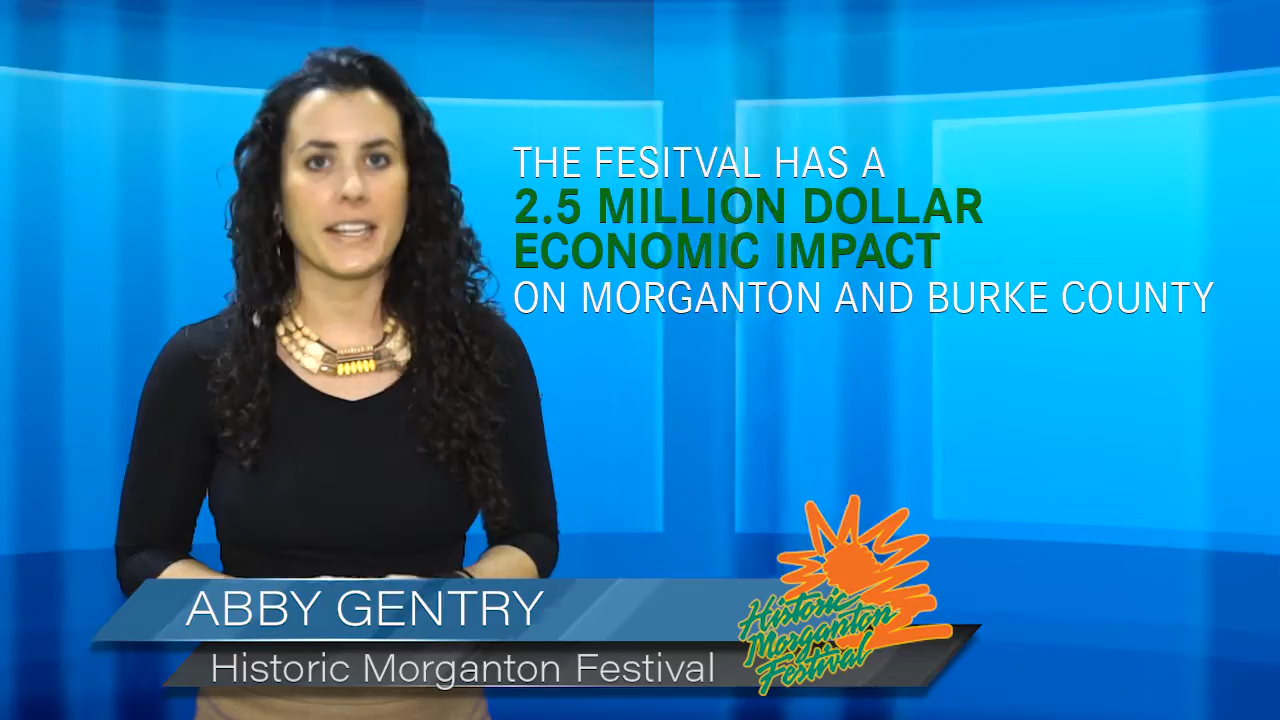 THE FESITVAL HAS A
2.5 MILLION DOLLAR
ECONOMIC IMPACT
ON MORGANTON AND BURKE COUNTY
ABBY GENTRY
Historic Morganton Festival
Historic
Morganton
Festival